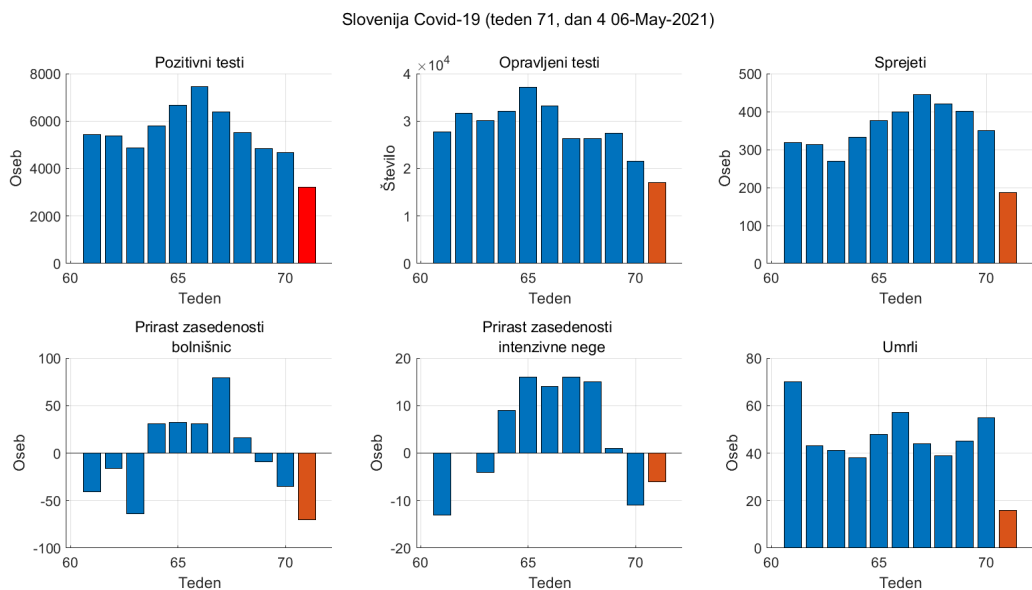 Slovenija Covid-19 (teden 71, dan 4 06-May-2021)
Pozitivni testi
8000
6000
4000
2000
0
Oseb
60
65
70
Teden
Opravljeni testi
×10⁴
4
3
2
1
0
Število
60
65
70
Teden
Sprejeti
500
400
300
200
100
0
Oseb
60
65
70
Teden
Prirast zasedenosti
bolnišnic
100
50
0
-50
-100
Oseb
60
65
70
Teden
Prirast zasedenosti
intenzivne nege
20
10
0
-10
-20
Oseb
60
65
70
Teden
Umrli
80
60
40
20
0
Oseb
60
65
70
Teden